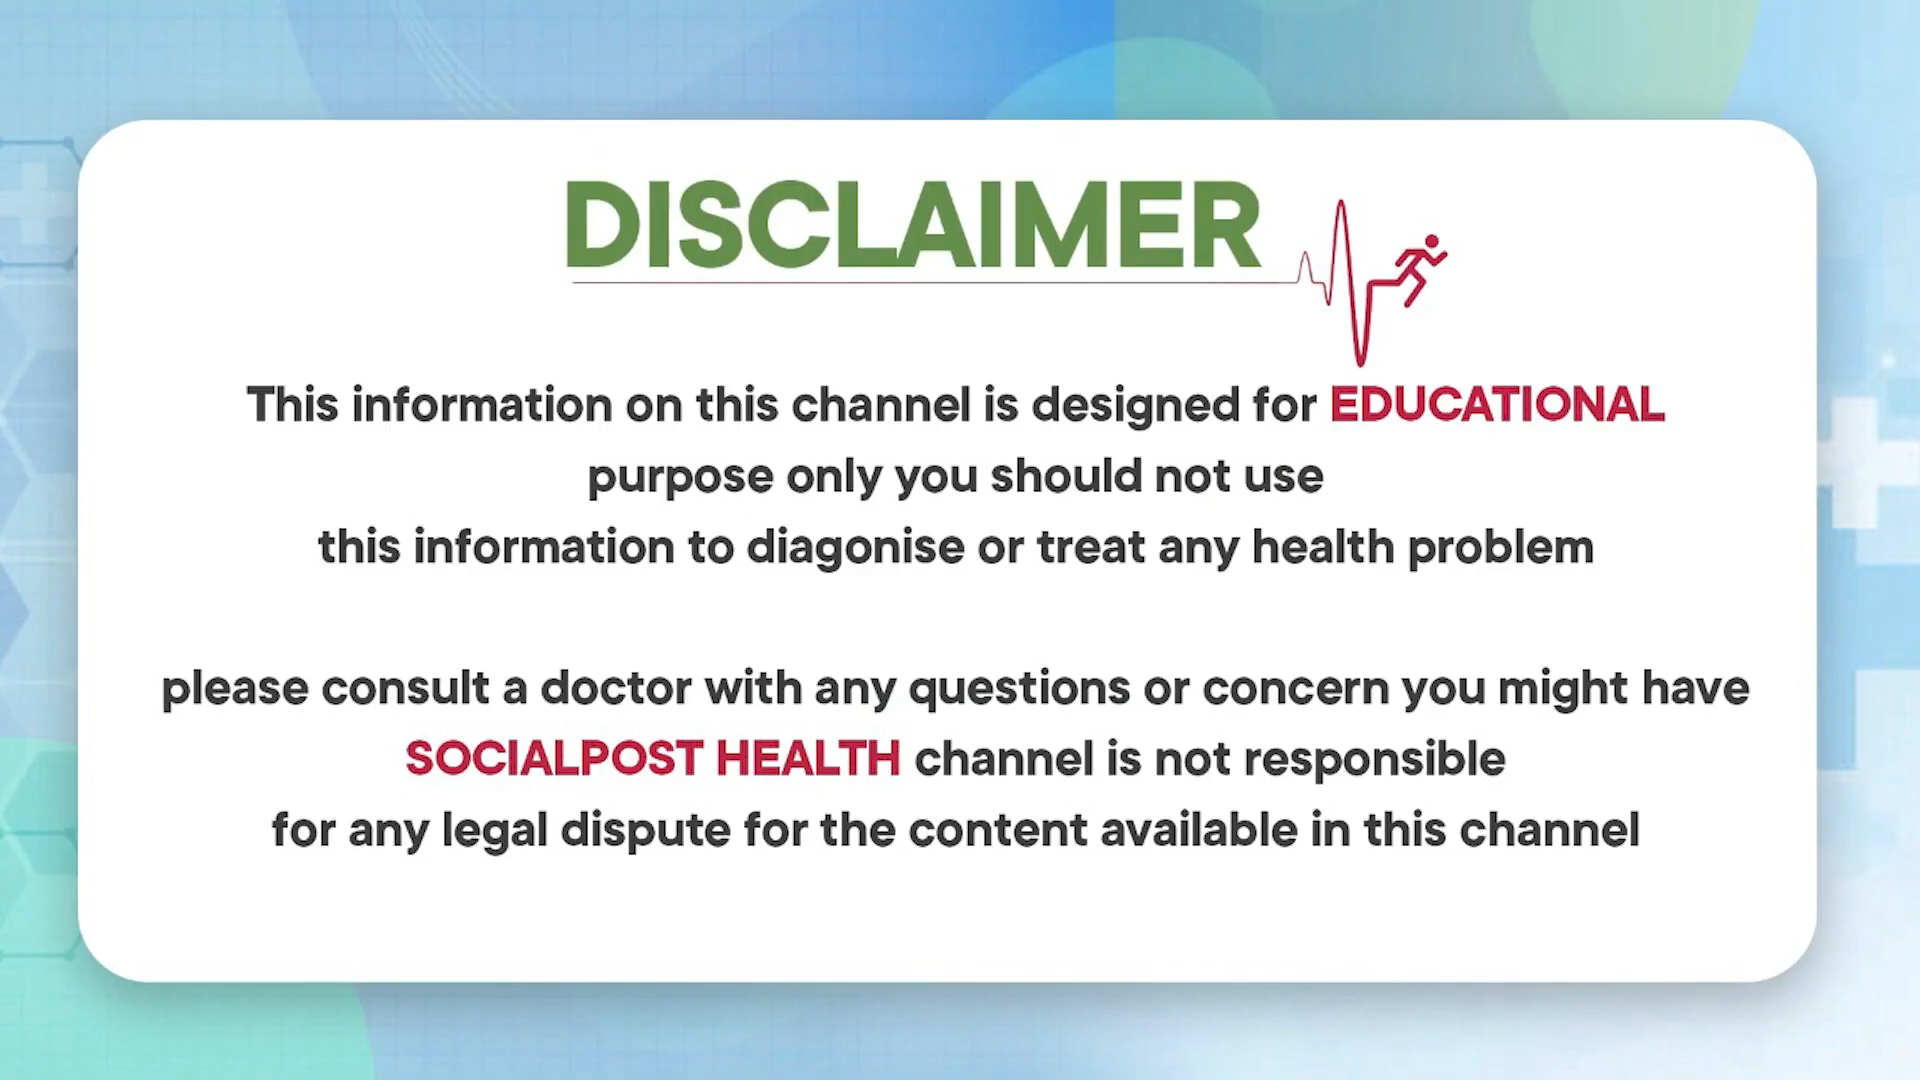 DISCLAIMER
This information on this channel is designed for EDUCATIONAL
purpose only you should not use
this information to diagonise or treat any health problem
please consult a doctor with any questions or concern you might have
SOCIALPOST HEALTH channel is not responsible
for any legal dispute for the content available in this channel